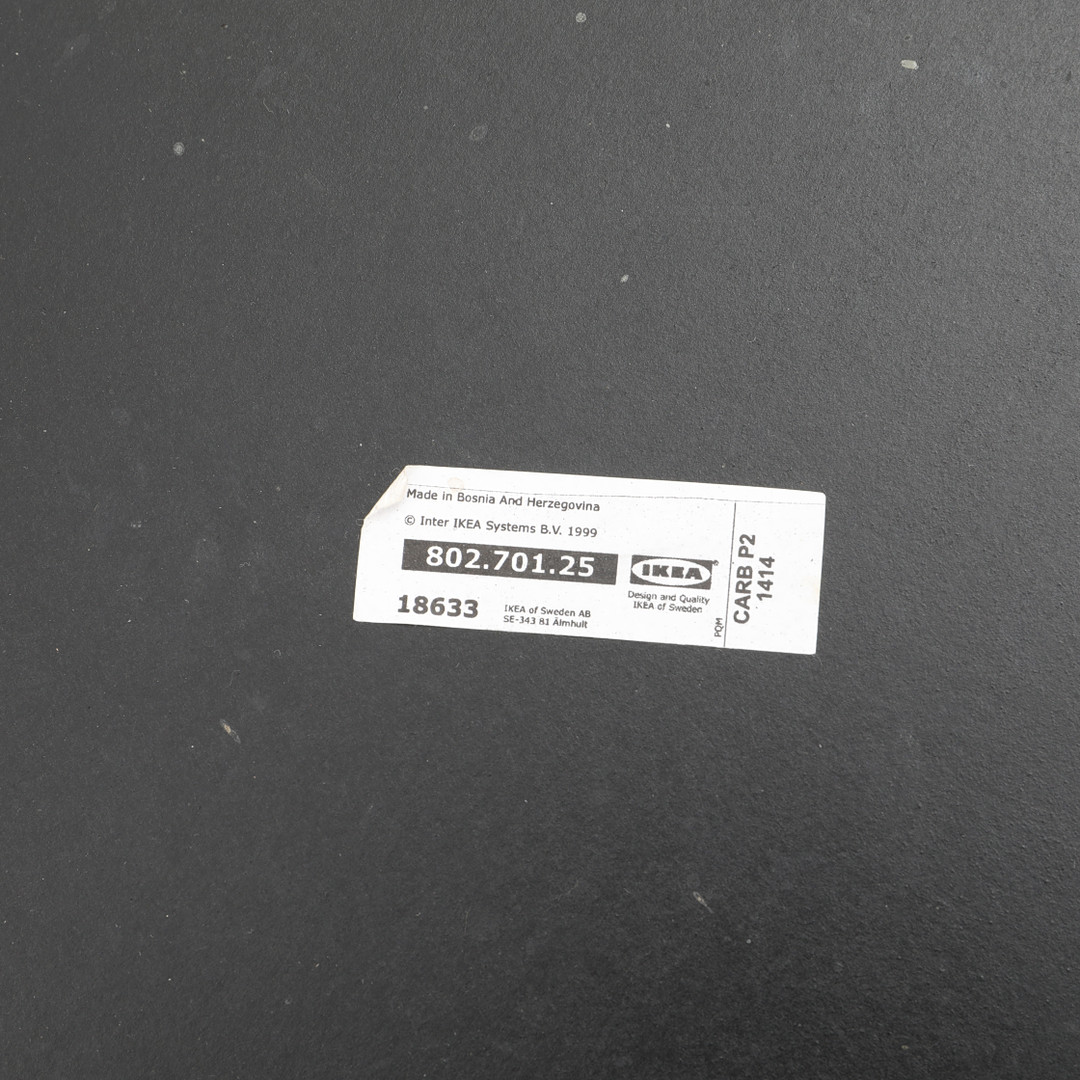 Made in Bosnia And Herzegovina
© Inter IKEA Systems B.V. 1999
802.701.25
18633
IKEA of Sweden AB
SE-343 81 Älmhult
IKEA®
Design and Quality
IKEA of Sweden
PQM
CARB P2
1414